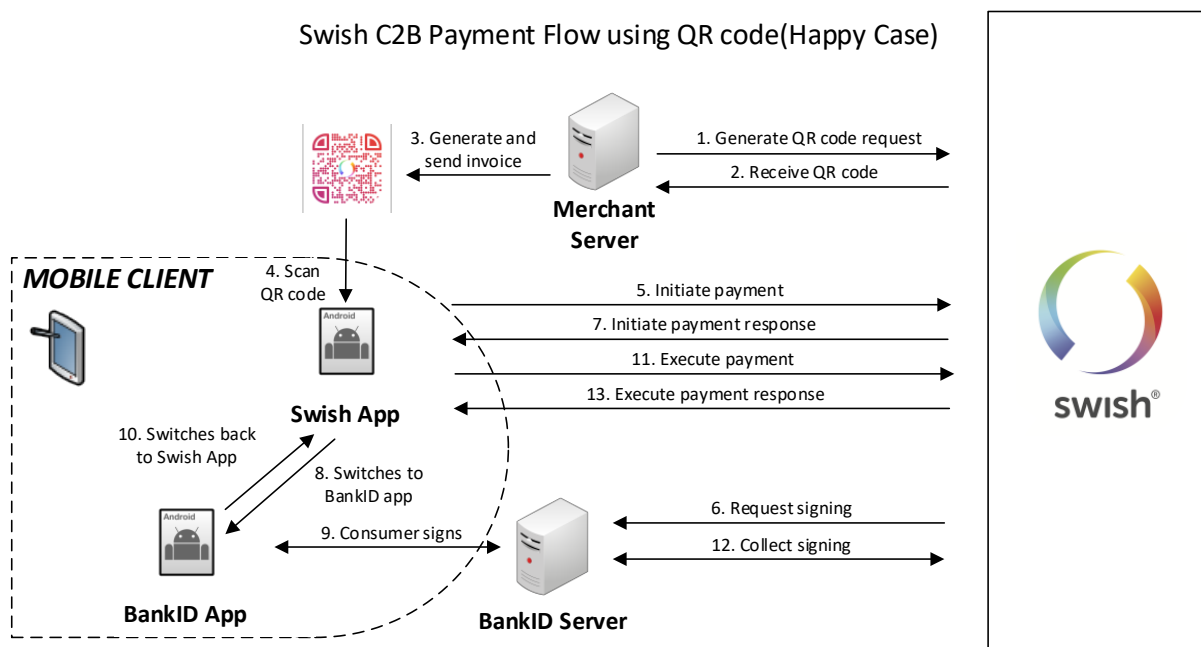 Swish C2B Payment Flow using QR code(Happy Case)
3. Generate and
send invoice
1. Generate QR code request
2. Receive QR code
Merchant
Server
MOBILE CLIENT
4. Scan
QR code
5. Initiate payment
7. Initiate payment response
Android
11. Execute payment
13. Execute payment response
Swish App
swish®
10. Switches back
to Swish App
8. Switches to
BankID app
Android
9. Consumer signs
6. Request signing
12. Collect signing
BankID App
BankID Server